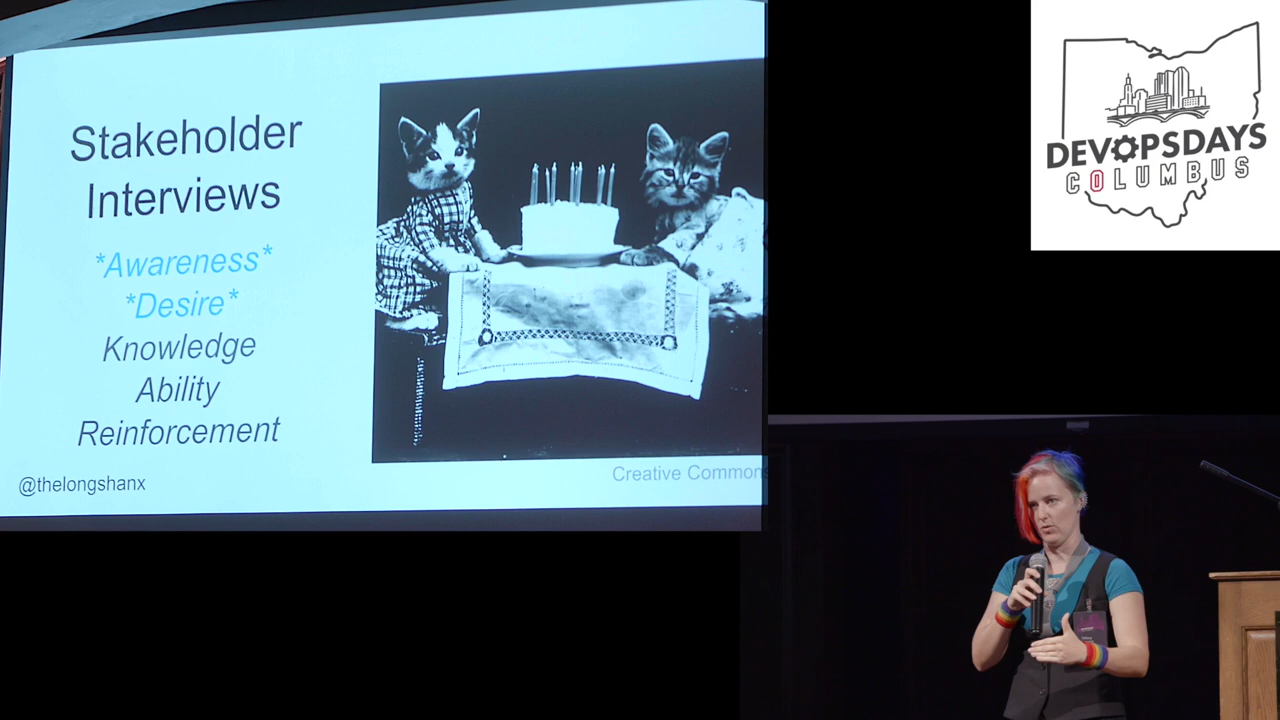 Stakeholder
Interviews
*Awareness*
*Desire*
Knowledge
Ability
Reinforcement
@thelongshanx
Creative Commons
DEVOPSDAYS
COLUMBUS